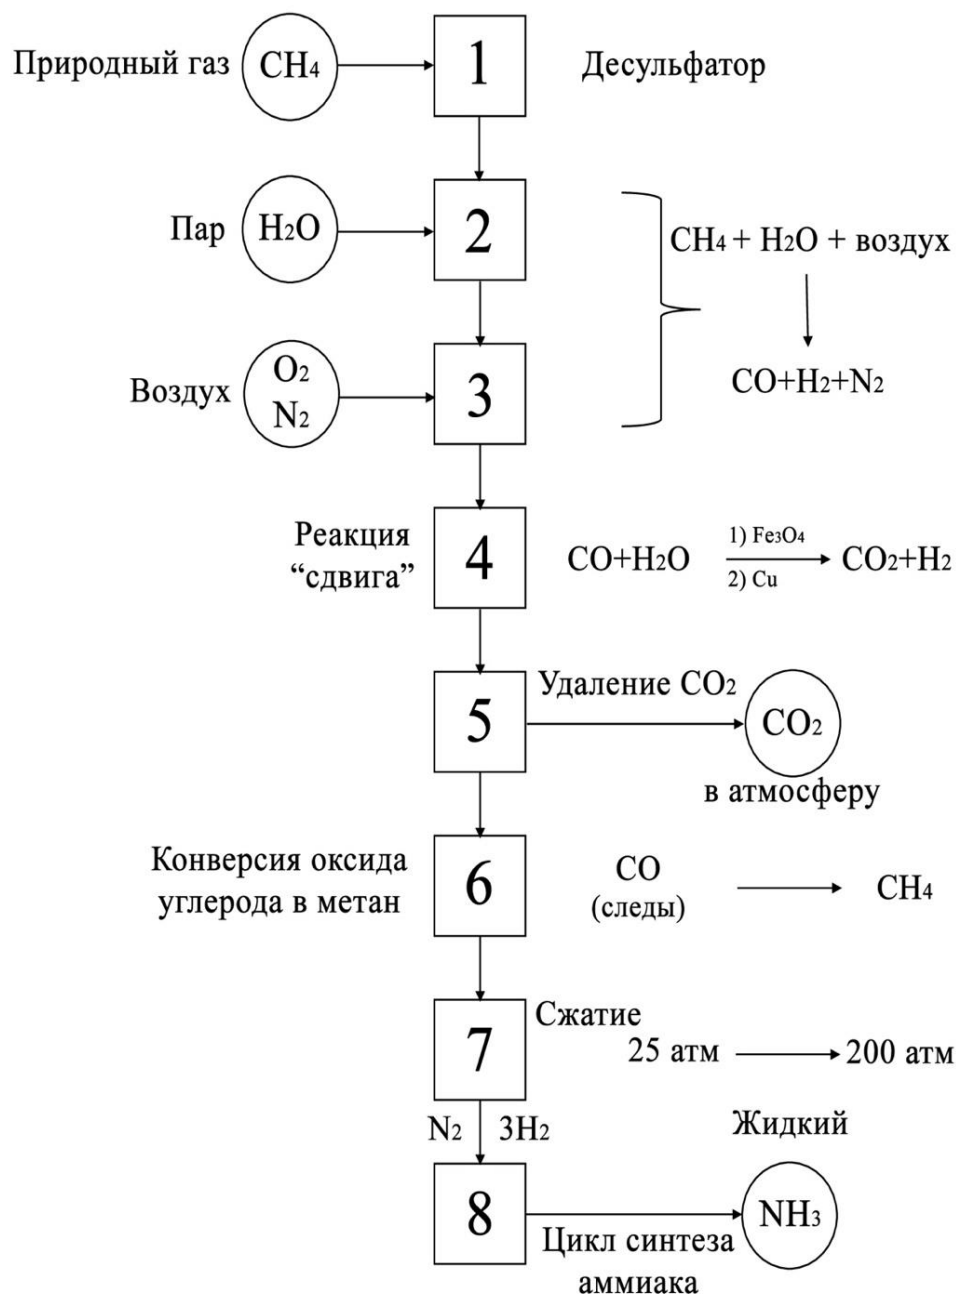 Природный газ
CH4
1
Десульфатор
Пар
H2O
2
CH4 + H2O + воздух
Воздух
O2
N2
3
CO+H2+N2
Реакция
“сдвига”
4
CO+H2O
1) Fe3O4
2) Cu
CO2+H2
5
Удаление CO2
CO2
в атмосферу
Конверсия оксида
углерода в метан
6
CO
(следы)
CH4
7
Сжатие
25 атм
200 атм
N2
3H2
Жидкий
8
NH3
Цикл синтеза
аммиака